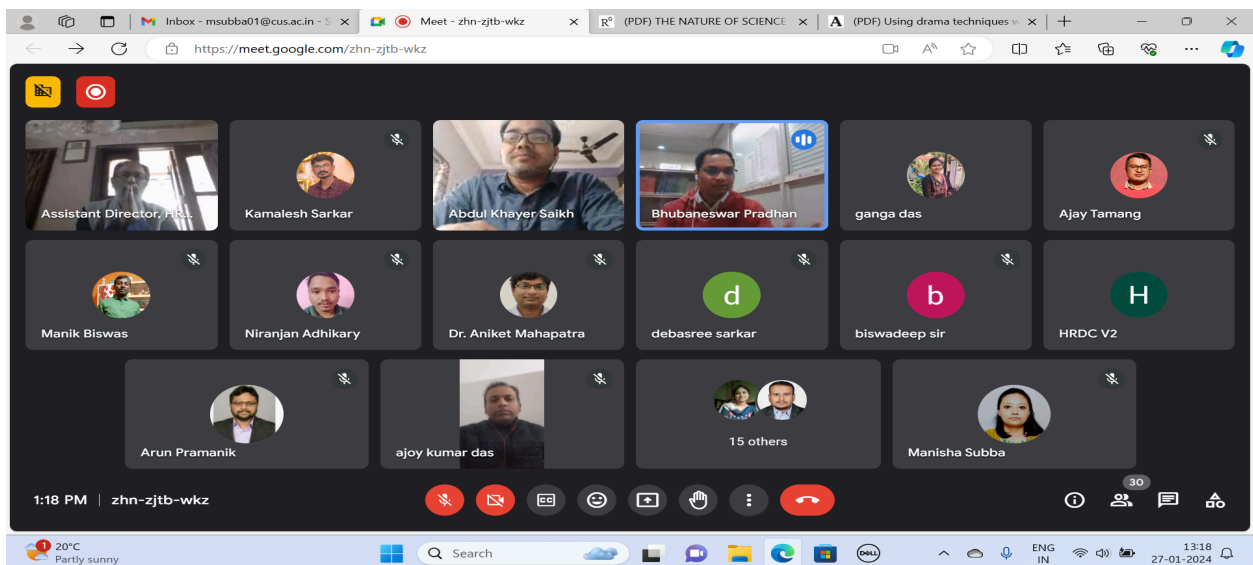 Inbox - msubba01@cus.ac.in - S
Meet - zhn-zjtb-wkz
R⁶ (PDF) THE NATURE OF SCIENCE
A (PDF) Using drama techniques w
https://meet.google.com/zhn-zjtb-wkz
Assistant Director, HR...
Kamalesh Sarkar
Abdul Khayer Saikh
Bhubaneswar Pradhan
ganga das
Ajay Tamang
Manik Biswas
Niranjan Adhikary
Dr. Aniket Mahapatra
d
debasree sarkar
b
biswadeep sir
H
HRDC V2
Arun Pramanik
ajoy kumar das
15 others
Manisha Subba
1:18 PM | zhn-zjtb-wkz
CC
30
1
20°C
Partly sunny
Search
DELL
ENG
IN
13:18
27-01-2024